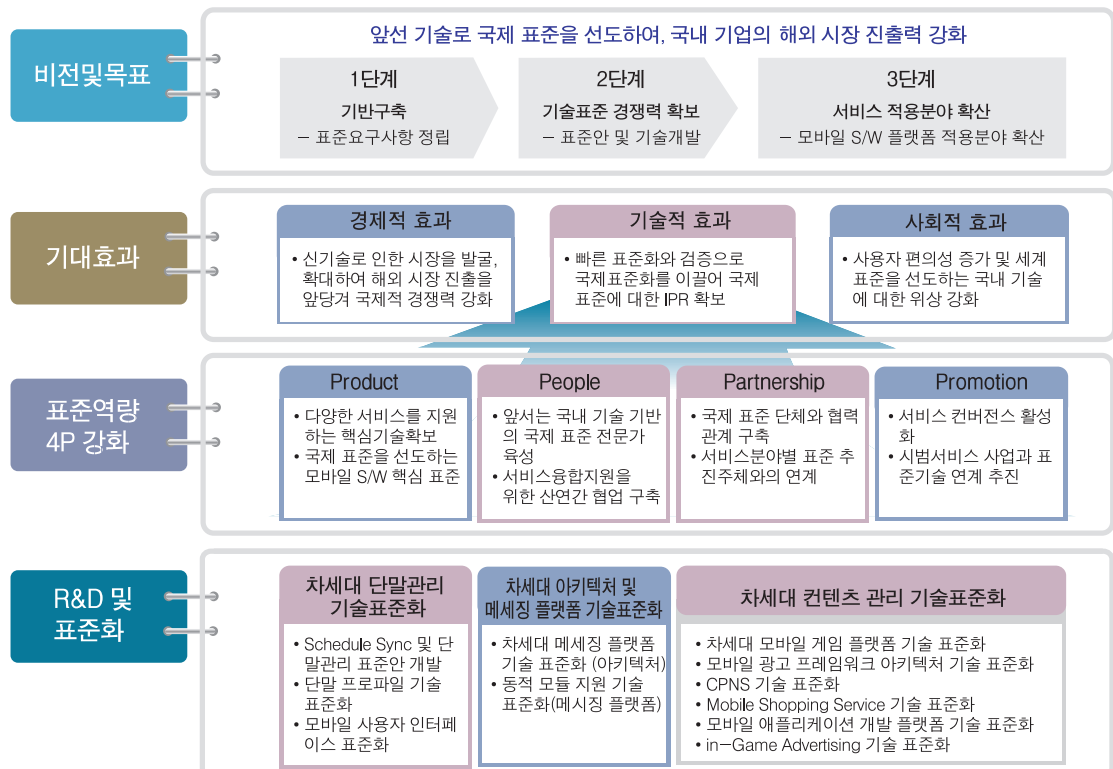 비전및목표
앞선 기술로 국제 표준을 선도하여, 국내 기업의 해외 시장 진출력 강화
1단계
기반구축
– 표준요구사항 정립
2단계
기술표준 경쟁력 확보
– 표준안 및 기술개발
3단계
서비스 적용분야 확산
– 모바일 S/W 플랫폼 적용분야 확산
기대효과
경제적 효과
• 신기술로 인한 시장을 발굴,
확대하여 해외 시장 진출을
앞당겨 국제적 경쟁력 강화
기술적 효과
• 빠른 표준화와 검증으로
국제표준화를 이끌어 국제
표준에 대한 IPR 확보
사회적 효과
• 사용자 편의성 증가 및 세계
표준을 선도하는 국내 기술
에 대한 위상 강화
표준역량
4P 강화
Product
• 다양한 서비스를 지원
하는 핵심기술확보
• 국제 표준을 선도하는
모바일 S/W 핵심 표준
People
• 앞서는 국내 기술 기반
의 국제 표준 전문가
육성
• 서비스융합지원을
위한 산연간 협업 구축
Partnership
• 국제 표준 단체와 협력
관계 구축
• 서비스분야별 표준 추
진주체와의 연계
Promotion
• 서비스 컨버전스 활성
화
• 시범서비스 사업과 표
준기술 연계 추진
R&D 및
표준화
차세대 단말관리
기술표준화
• Schedule Sync 및 단
말관리 표준안 개발
• 단말 프로파일 기술
표준화
• 모바일 사용자 인터페
이스 표준화
차세대 아키텍처 및
메세징 플랫폼 기술표준화
• 차세대 메세징 플랫폼
기술 표준화 (아키텍처)
• 동적 모듈 지원 기술
표준화(메시징 플랫폼)
차세대 컨텐츠 관리 기술표준화
• 차세대 모바일 게임 플랫폼 기술 표준화
• 모바일 광고 프레임워크 아키텍처 기술 표준화
• CPNS 기술 표준화
• Mobile Shopping Service 기술 표준화
• 모바일 애플리케이션 개발 플랫폼 기술 표준화
• in–Game Advertising 기술 표준화